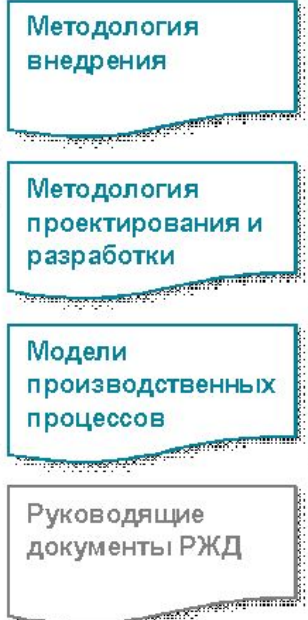 Методология
внедрения
Методология
проектирования и
разработки
Модели
производственных
процессов
Руководящие
документы РЖД